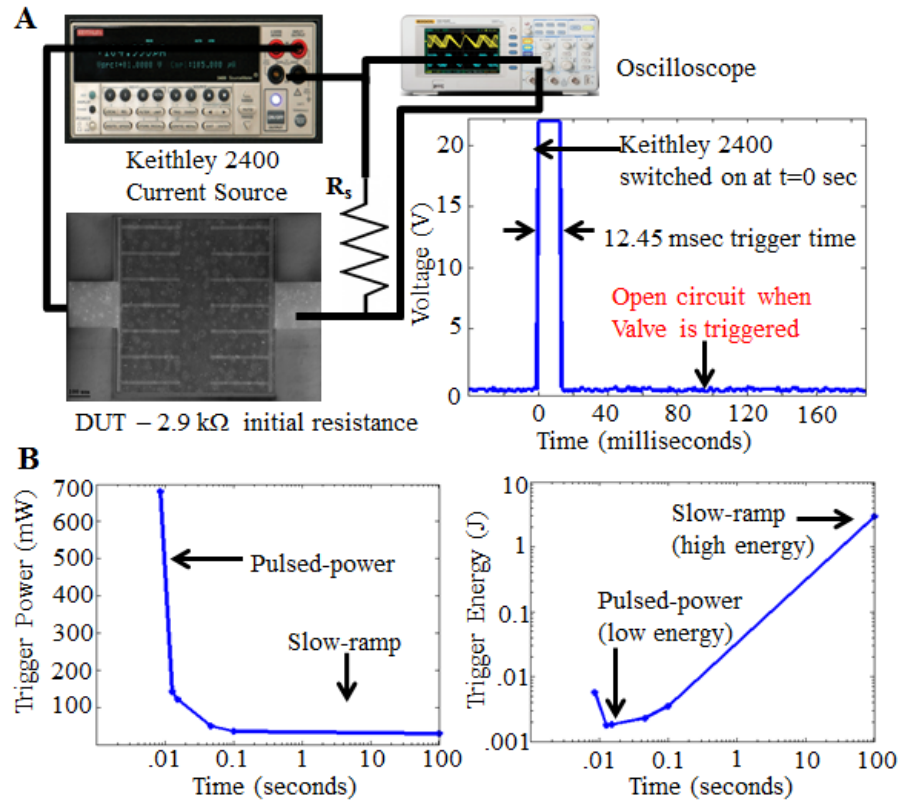 A
Oscilloscope
Keithley 2400
Current Source
Rs
DUT – 2.9 kΩ initial resistance
Voltage (V)
20
15
10
5
0
Keithley 2400
switched on at t=0 sec
12.45 msec trigger time
Open circuit when
Valve is triggered
0 40 80 120 160
Time (milliseconds)
B
Trigger Power (mW)
700
600
500
400
300
200
100
Pulsed-power
Slow-ramp
.01 0.1 1 10 100
Time (seconds)
Trigger Energy (J)
10
1
0.1
.01
.001
Slow-ramp
(high energy)
Pulsed-power
(low energy)
.01 0.1 1 10 100
Time (seconds)